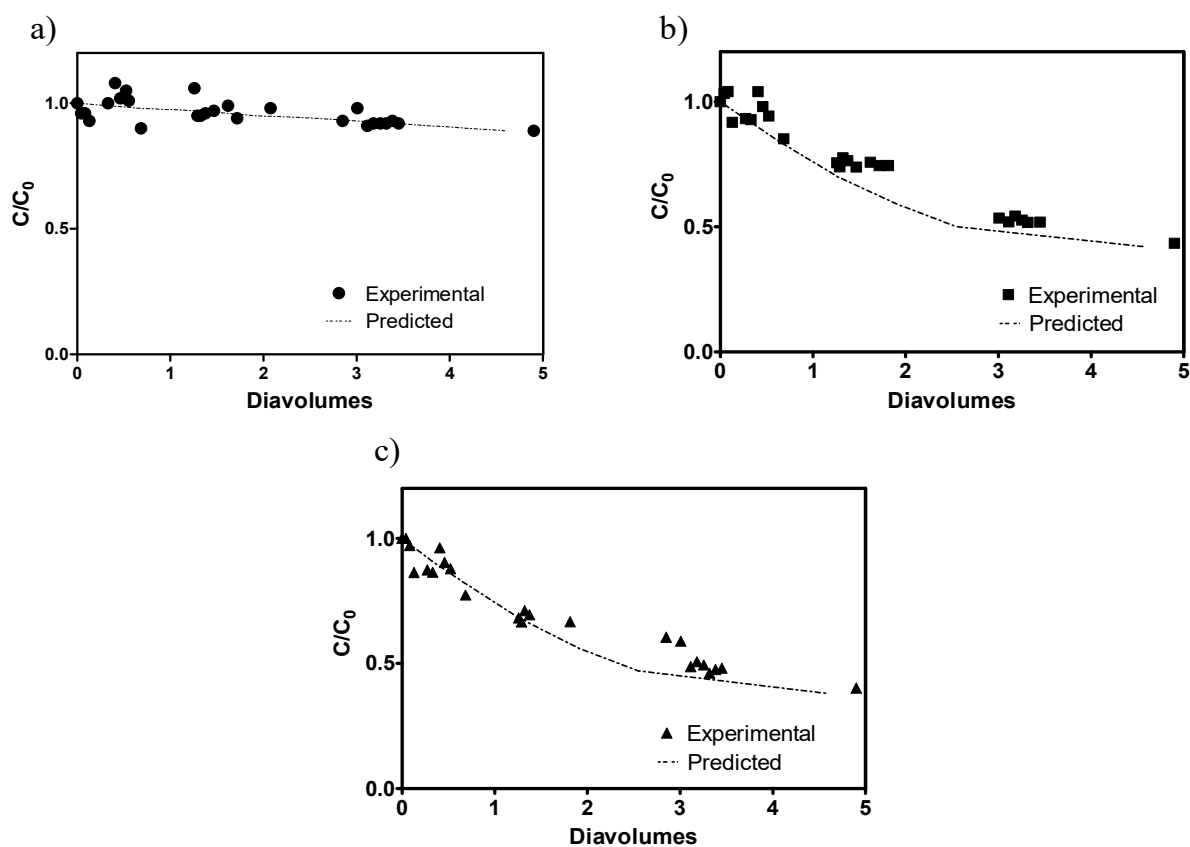 a)
C/C0
1.0
0.5
0.0
0 1 2 3 4 5
Diavolumes
Experimental
Predicted
b)
C/C0
1.0
0.5
0.0
0 1 2 3 4 5
Diavolumes
Experimental
Predicted
c)
C/C0
1.0
0.5
0.0
0 1 2 3 4 5
Diavolumes
Experimental
Predicted